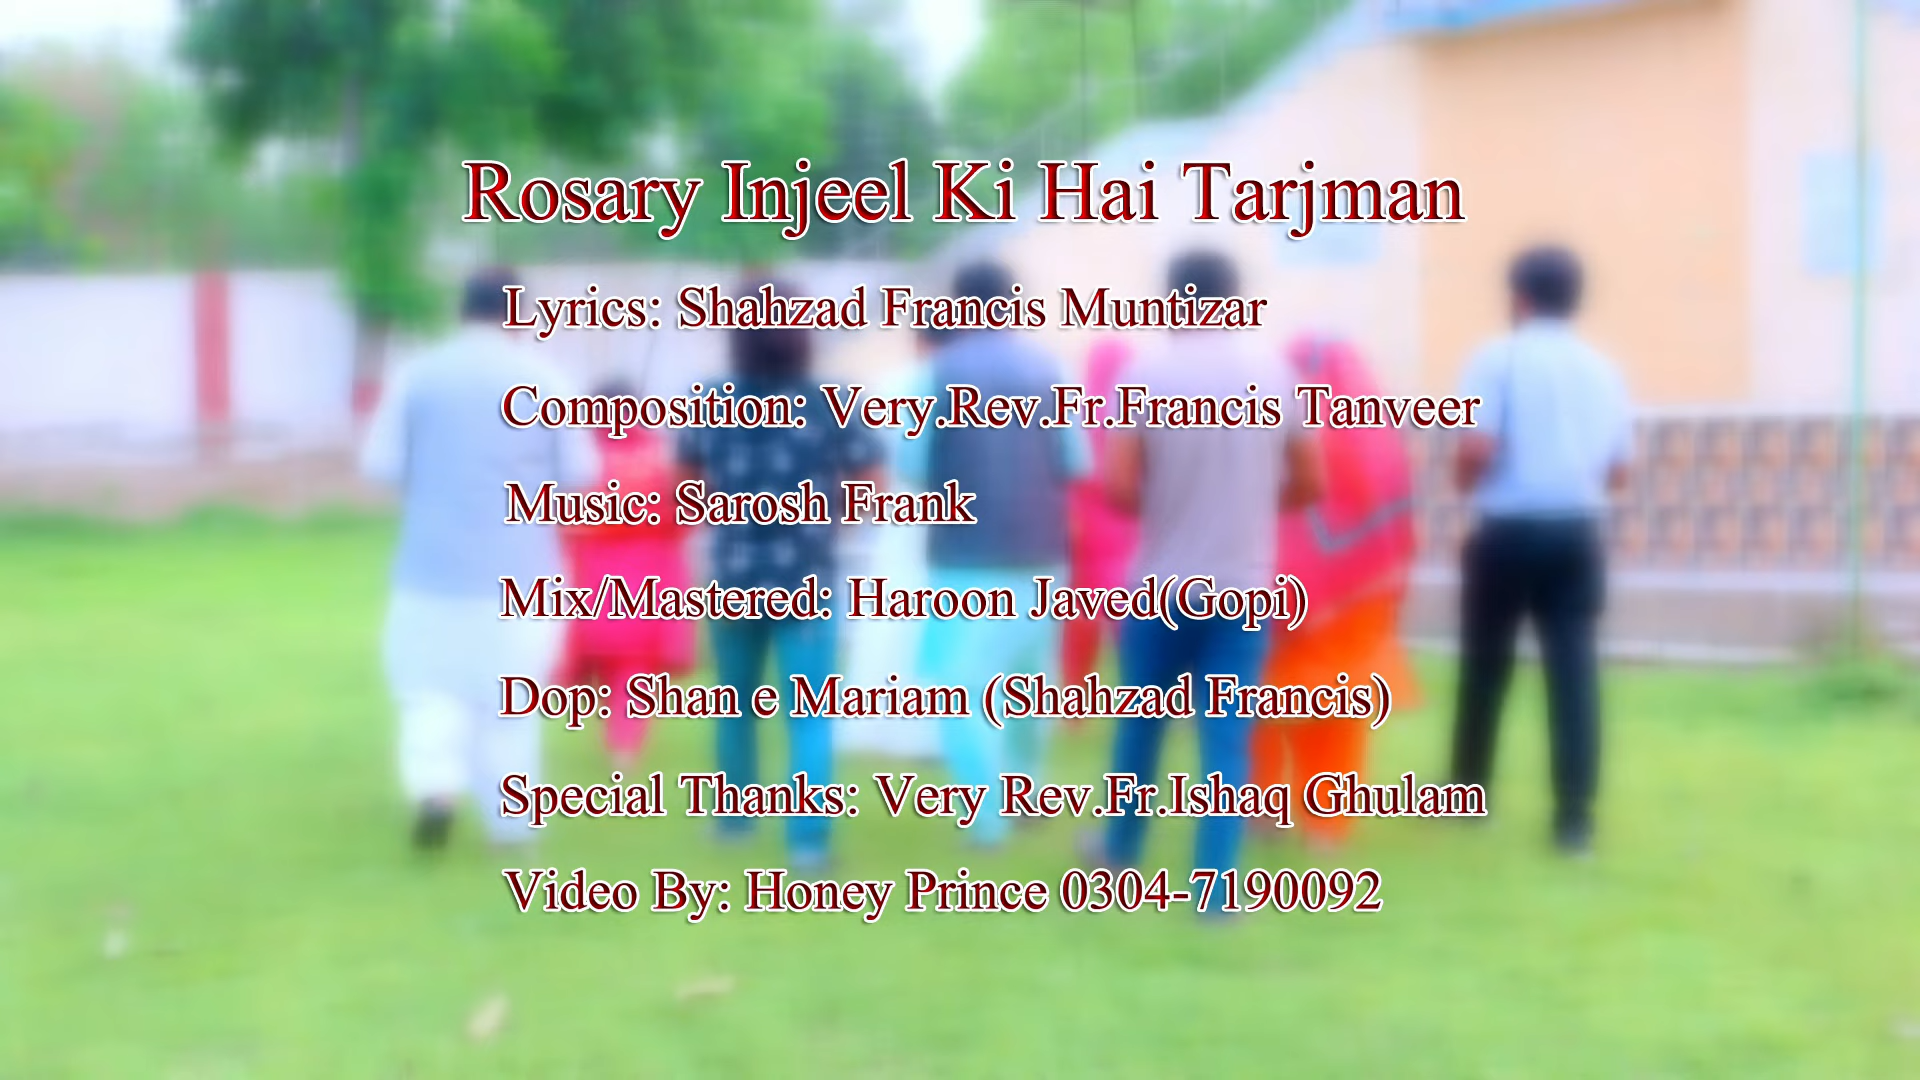 Rosary Injeel Ki Hai Tarjman
Lyrics: Shahzad Francis Muntizar
Composition: Very.Rev.Fr.Francis Tanveer
Music: Sarosh Frank
Mix/Mastered: Haroon Javed(Gopi)
Dop: Shan e Mariam (Shahzad Francis)
Special Thanks: Very Rev.Fr.Ishaq Ghulam
Video By: Honey Prince 0304-7190092